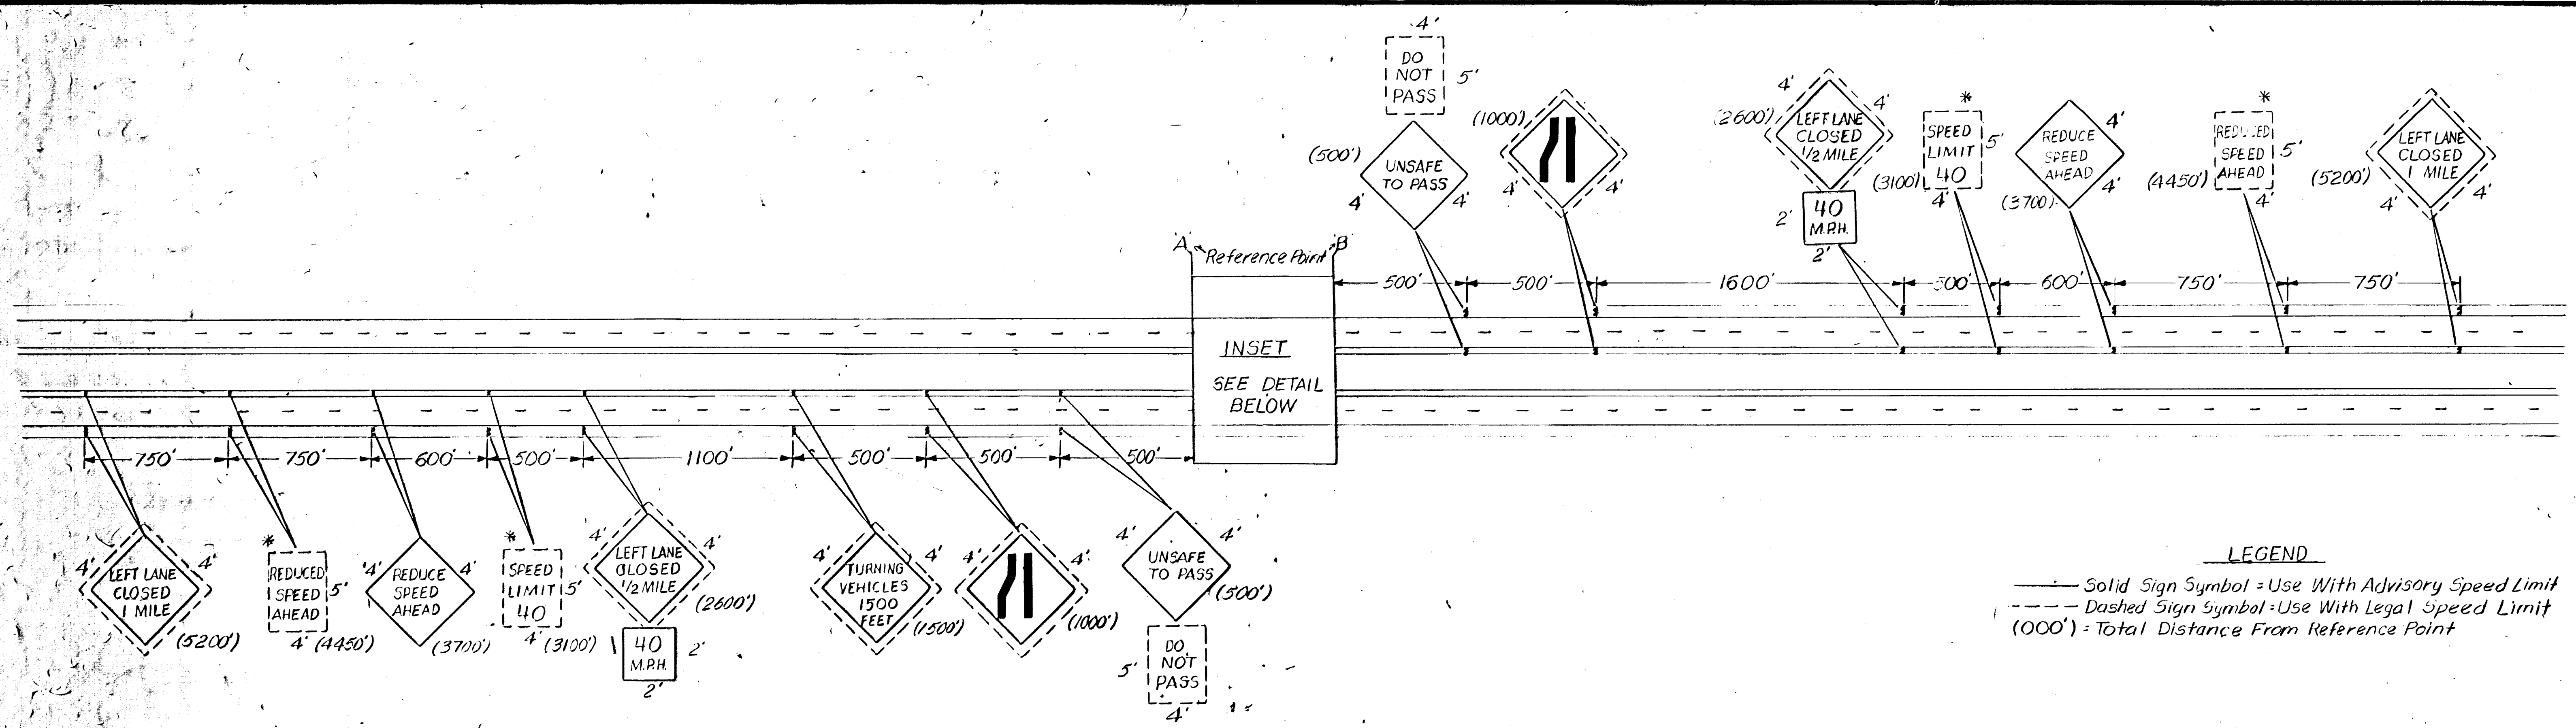 4'
DO
NOT
PASS
5'
(500')
UNSAFE
TO PASS
4'
4'
(1000')
4'
4'
(2600')
4'
4'
LEFT LANE
CLOSED
1/2 MILE
40
M.P.H.
2'
2'
*
SPEED
LIMIT
40
5'
4'
(3100')
REDUCE
SPEED
AHEAD
4'
4'
(3700')
*
REDUCED
SPEED
AHEAD
5'
4'
(4450')
LEFT LANE
CLOSED
1 MILE
(5200')
4'
4'
A
Reference Point
B
500'
500'
1600'
500'
600'
750'
750'
INSET
SEE DETAIL
BELOW
750'
750'
600'
500'
1100'
500'
500'
500'
4'
4'
LEFT LANE
CLOSED
1 MILE
(5200')
*
REDUCED
SPEED
AHEAD
5'
4'
(4450')
4'
4'
REDUCE
SPEED
AHEAD
(3700')
*
SPEED
LIMIT
40
5'
4'
(3100')
4'
4'
LEFT LANE
CLOSED
1/2 MILE
(2600')
40
M.P.H.
2'
2'
4'
4'
TURNING
VEHICLES
1500
FEET
(1500')
4'
4'
(1000')
4'
4'
UNSAFE
TO PASS
(500')
DO
NOT
PASS
5'
4'
LEGEND
Solid Sign Symbol = Use With Advisory Speed Limit
Dashed Sign Symbol = Use With Legal Speed Limit
(000') = Total Distance From Reference Point